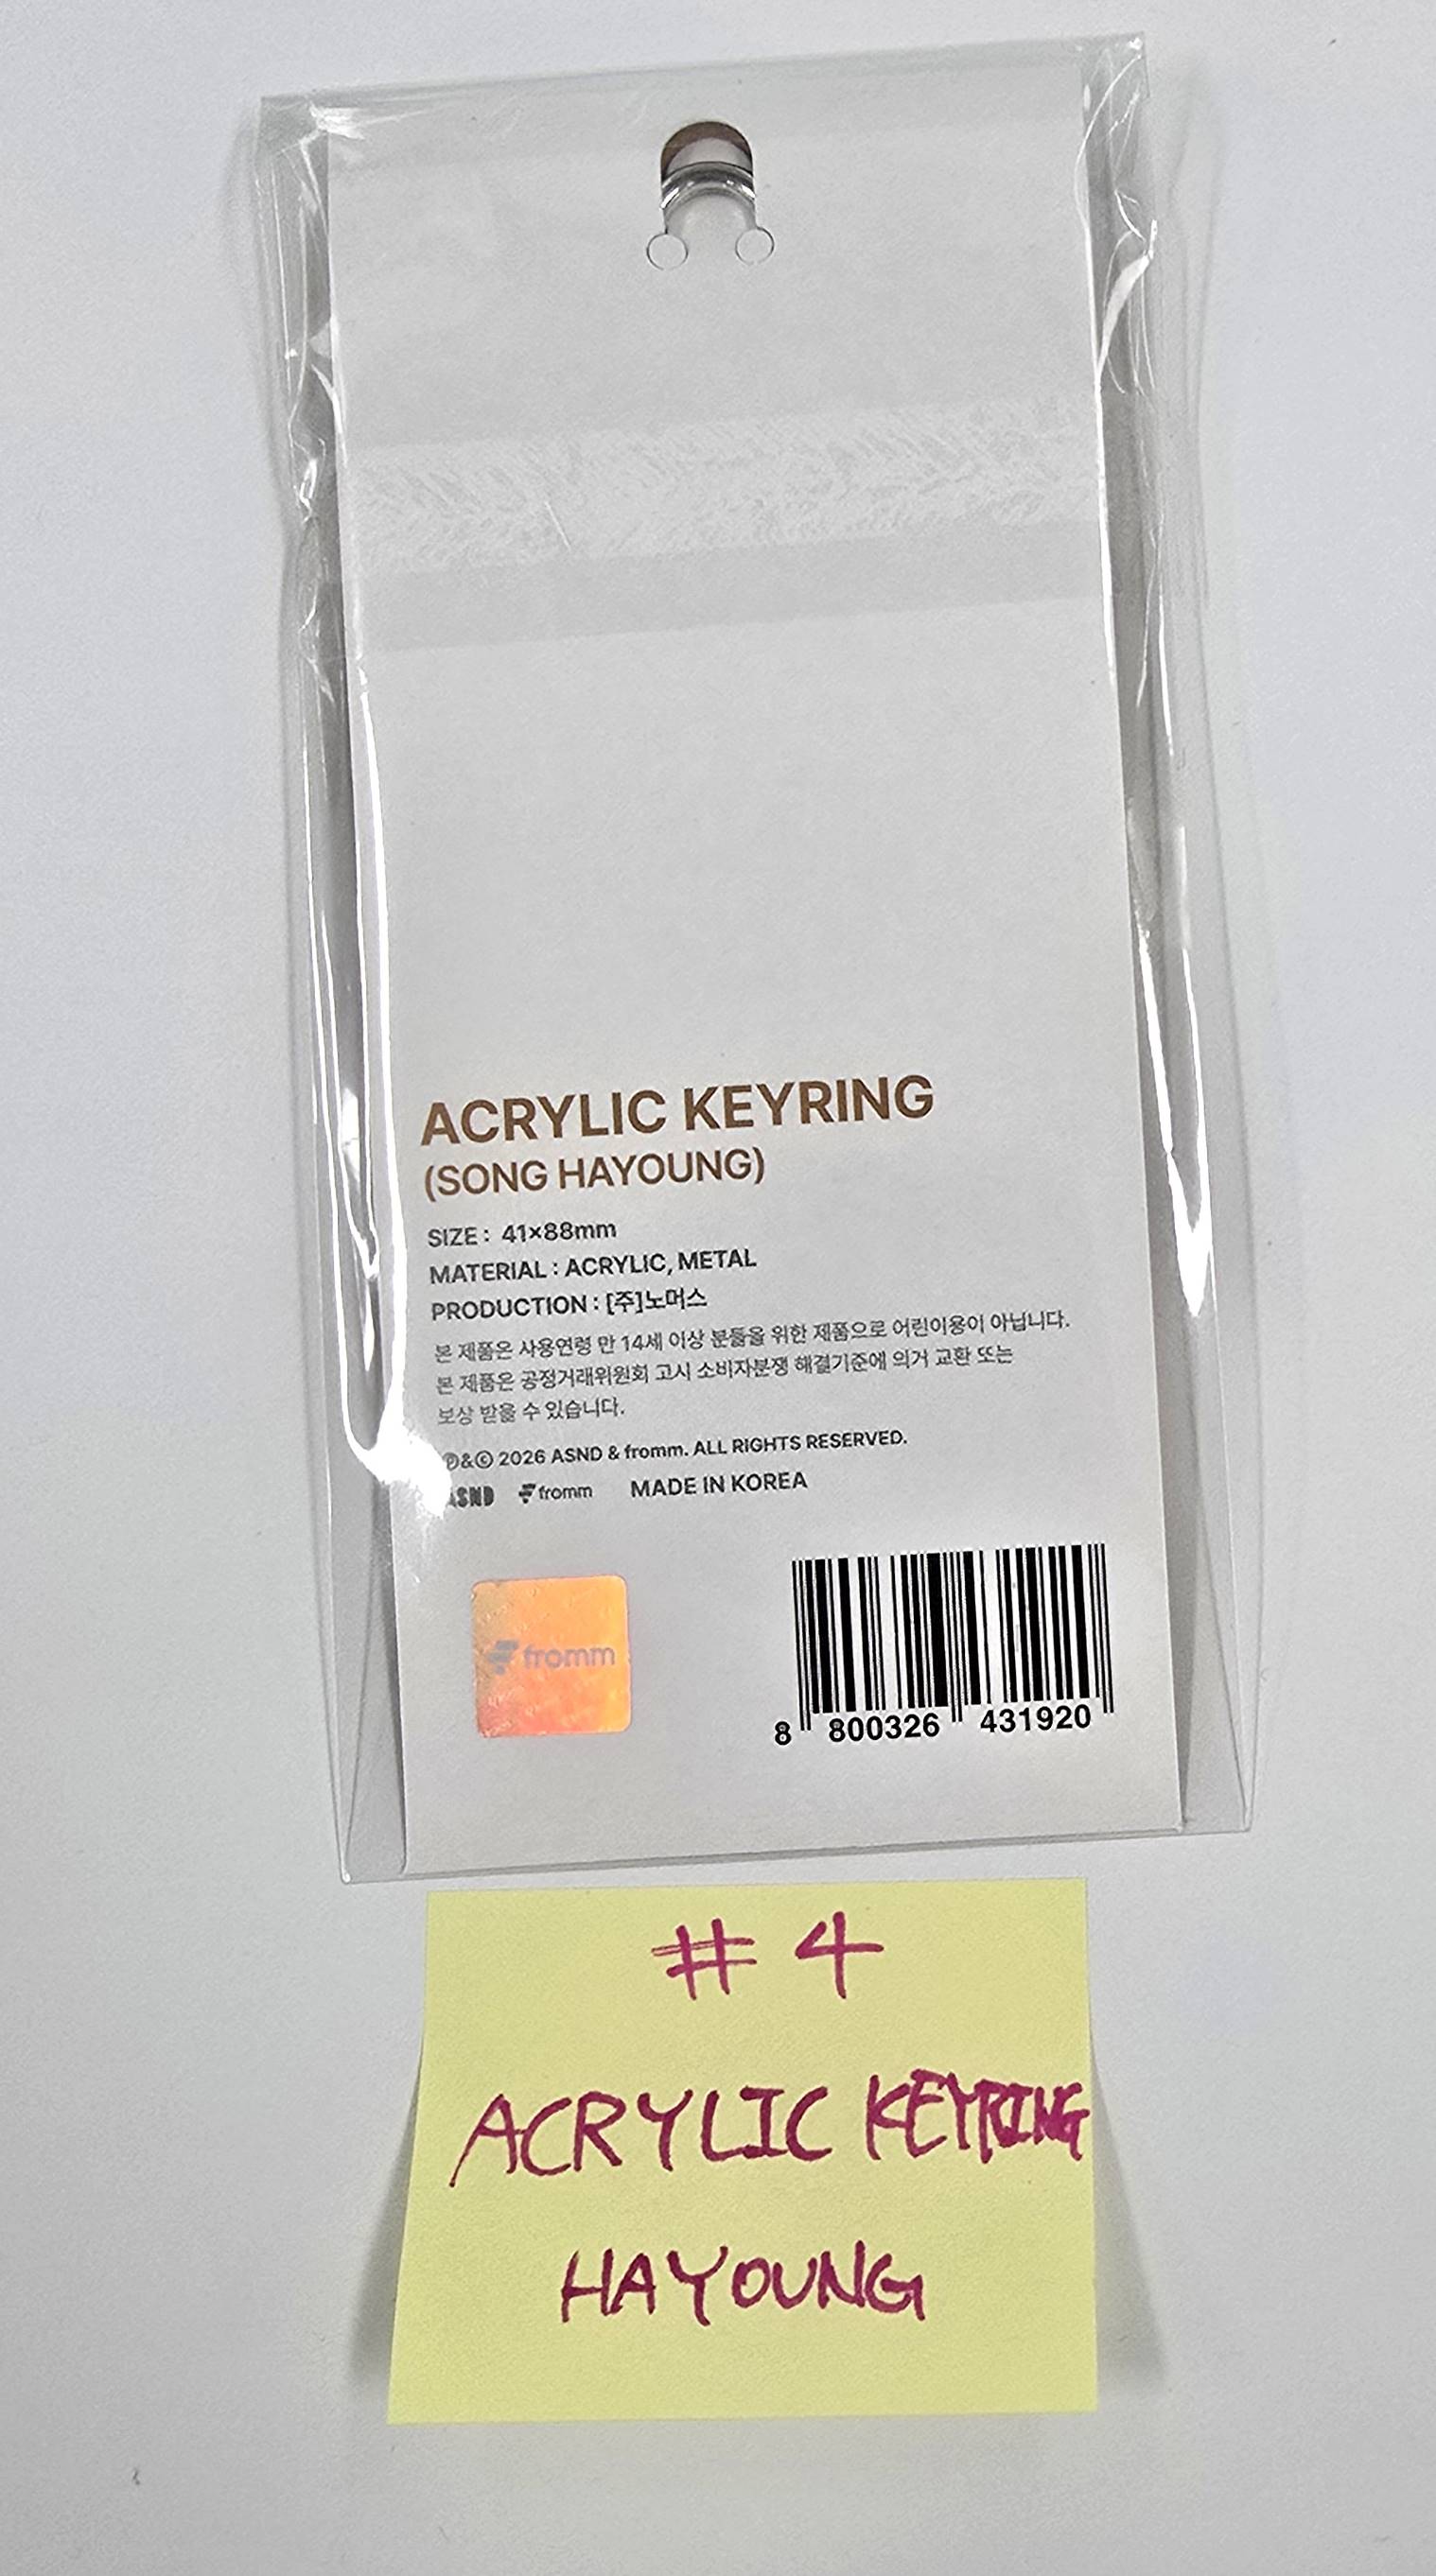 ACRYLIC KEYRING
(SONG HAYOUNG)
SIZE : 41×88mm
MATERIAL : ACRYLIC, METAL
PRODUCTION : [주]노머스
본 제품은 사용연령 만 14세 이상 분들을 위한 제품으로 어린이용이 아닙니다.
본 제품은 공정거래위원회 고시 소비자분쟁 해결기준에 의거 교환 또는
보상 받을 수 있습니다.
℗&© 2026 ASND & fromm. ALL RIGHTS RESERVED.
ASND fromm MADE IN KOREA
fromm
8 800326 431920
# 4
ACRYLIC KEYRING
HAYOUNG